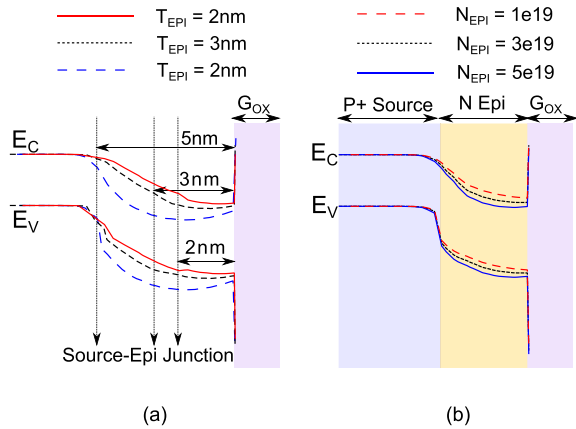 T_EPI = 2nm
T_EPI = 3nm
T_EPI = 2nm
N_EPI = 1e19
N_EPI = 3e19
N_EPI = 5e19
G_OX
5nm
E_C
3nm
E_V
2nm
Source-Epi Junction
(a)
P+ Source
N Epi
G_OX
E_C
E_V
(b)